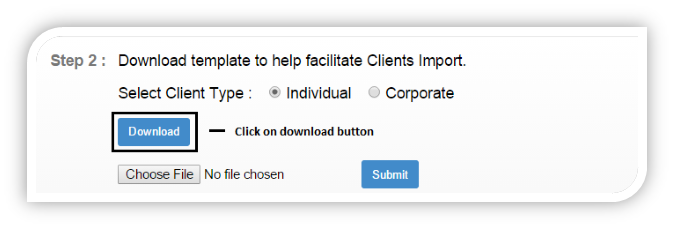 Step 2 : Download template to help facilitate Clients Import.
Select Client Type : Individual Corporate
Download Click on download button
Choose File No file chosen Submit